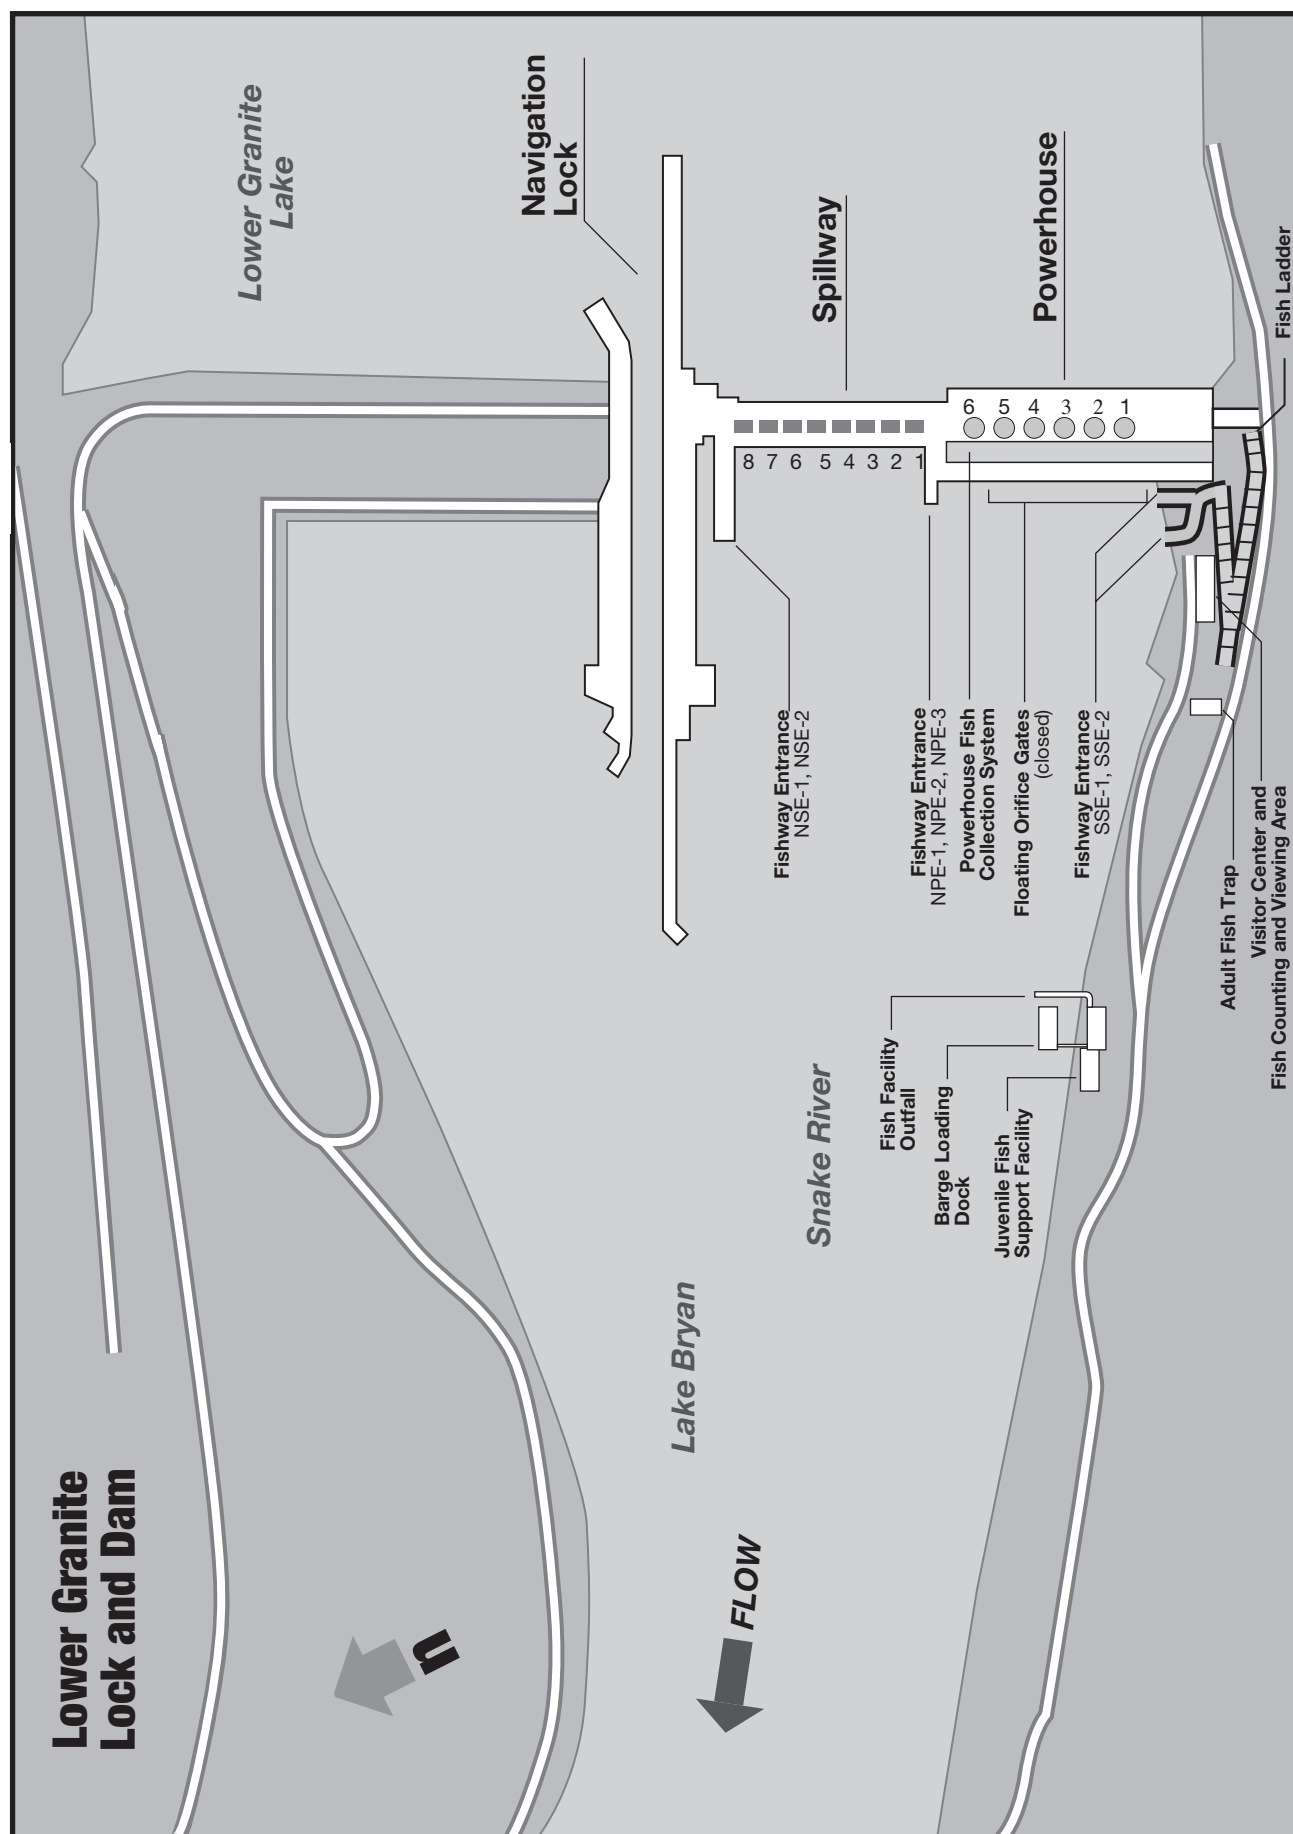 Lower Granite
Lock and Dam
n
FLOW
Lake Bryan
Snake River
Lower Granite
Lake
Navigation
Lock
Spillway
Powerhouse
8 7 6 5 4 3 2 1
6 5 4 3 2 1
Fishway Entrance
NSE-1, NSE-2
Fishway Entrance
NPE-1, NPE-2, NPE-3
Powerhouse Fish
Collection System
Floating Orifice Gates
(closed)
Fishway Entrance
SSE-1, SSE-2
Fish Facility
Outfall
Barge Loading
Dock
Juvenile Fish
Support Facility
Adult Fish Trap
Visitor Center and
Fish Counting and Viewing Area
Fish Ladder